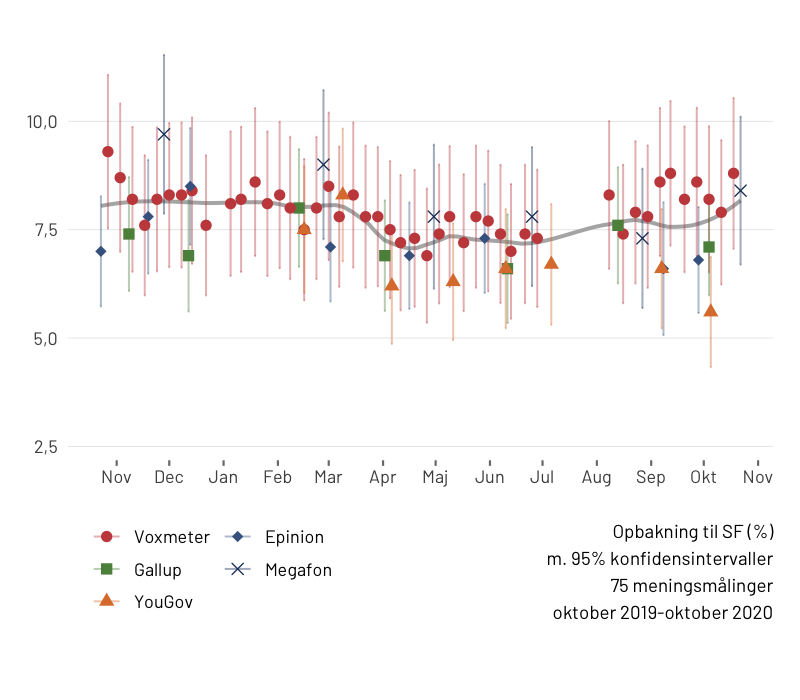 10,0
7,5
5,0
2,5
Nov Dec Jan Feb Mar Apr Maj Jun Jul Aug Sep Okt Nov
Voxmeter
Gallup
YouGov
Epinion
Megafon
Opbakning til SF (%)
m. 95% konfidensintervaller
75 meningsmålinger
oktober 2019-oktober 2020